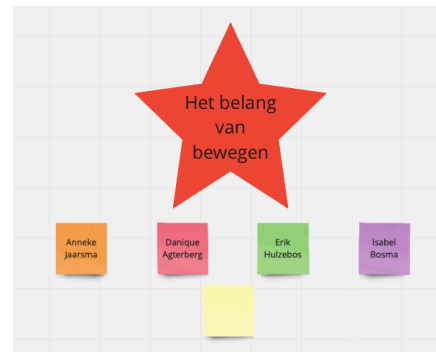 Het belang
van
bewegen
Anneke
Jaarsma
Danique
Agterberg
Erik
Hulzebos
Isabel
Bosma